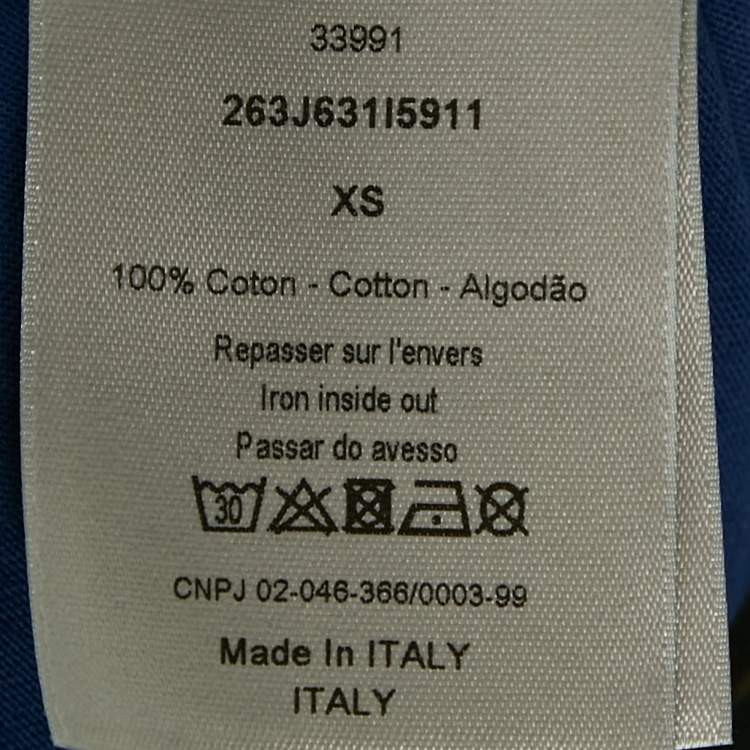 33991
263J631I5911
XS
100% Coton - Cotton - Algodão
Repasser sur l'envers
Iron inside out
Passar do avesso
30
CNPJ 02-046-366/0003-99
Made In ITALY
ITALY